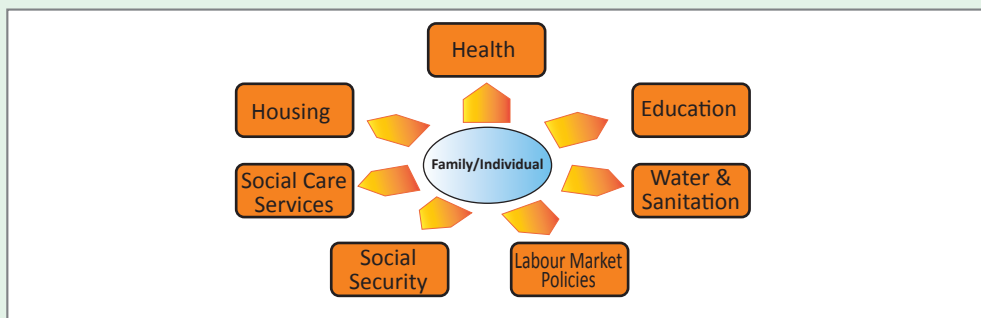 Health
Housing
Education
Family/Individual
Social Care
Services
Water &
Sanitation
Social
Security
Labour Market
Policies